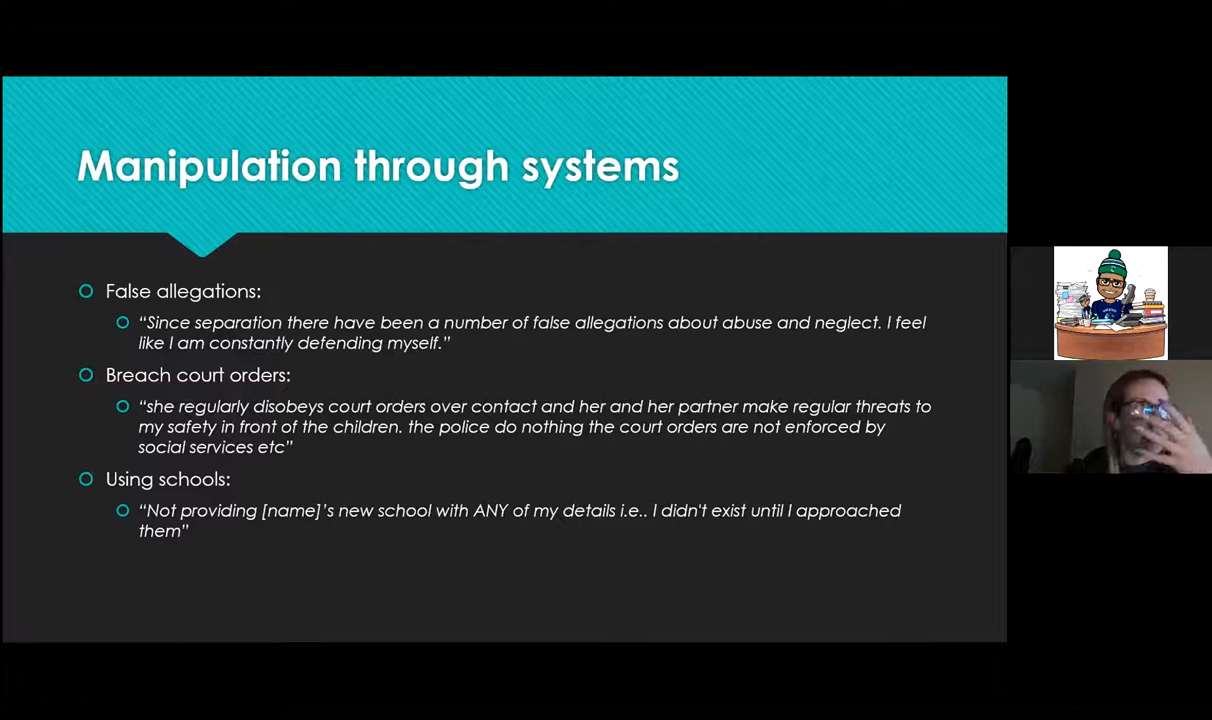 Manipulation through systems
False allegations:
“Since separation there have been a number of false allegations about abuse and neglect. I feel
like I am constantly defending myself.”
Breach court orders:
“she regularly disobeys court orders over contact and her and her partner make regular threats to
my safety in front of the children. the police do nothing the court orders are not enforced by
social services etc”
Using schools:
“Not providing [name]’s new school with ANY of my details i.e.. I didn't exist until I approached
them”